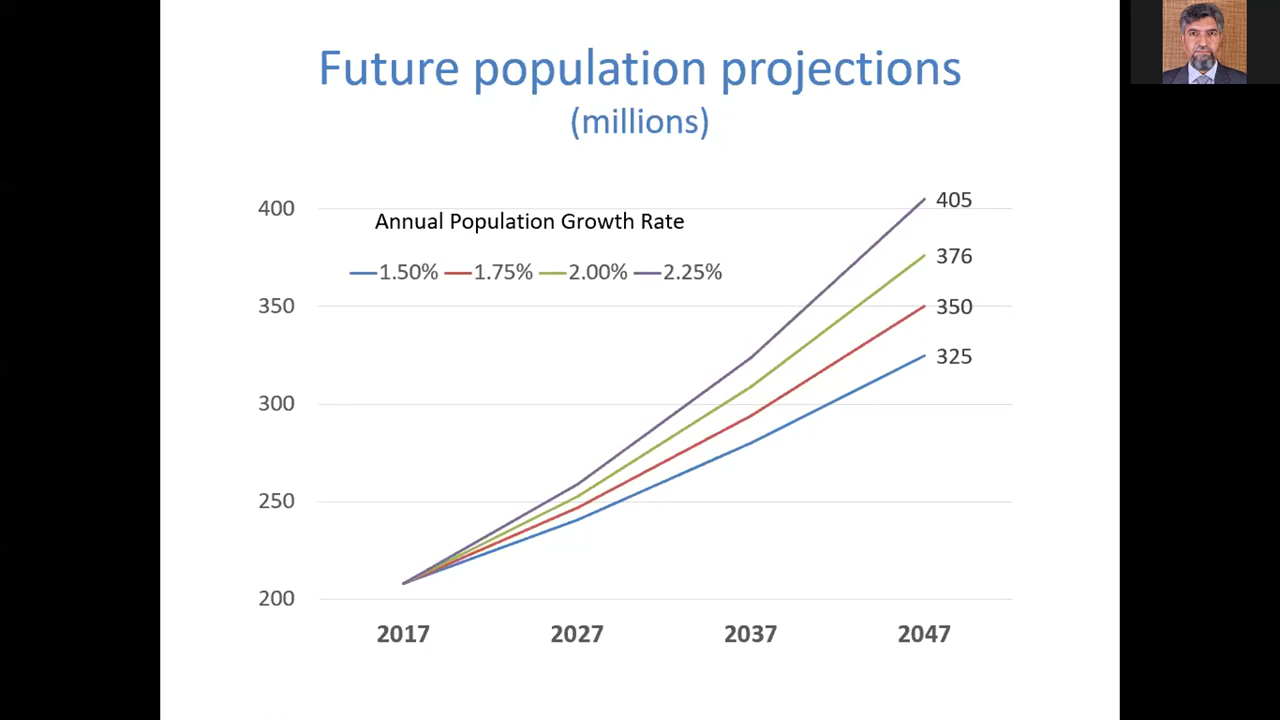 Future population projections
(millions)
400
350
300
250
200
Annual Population Growth Rate
1.50% 1.75% 2.00% 2.25%
405
376
350
325
2017 2027 2037 2047